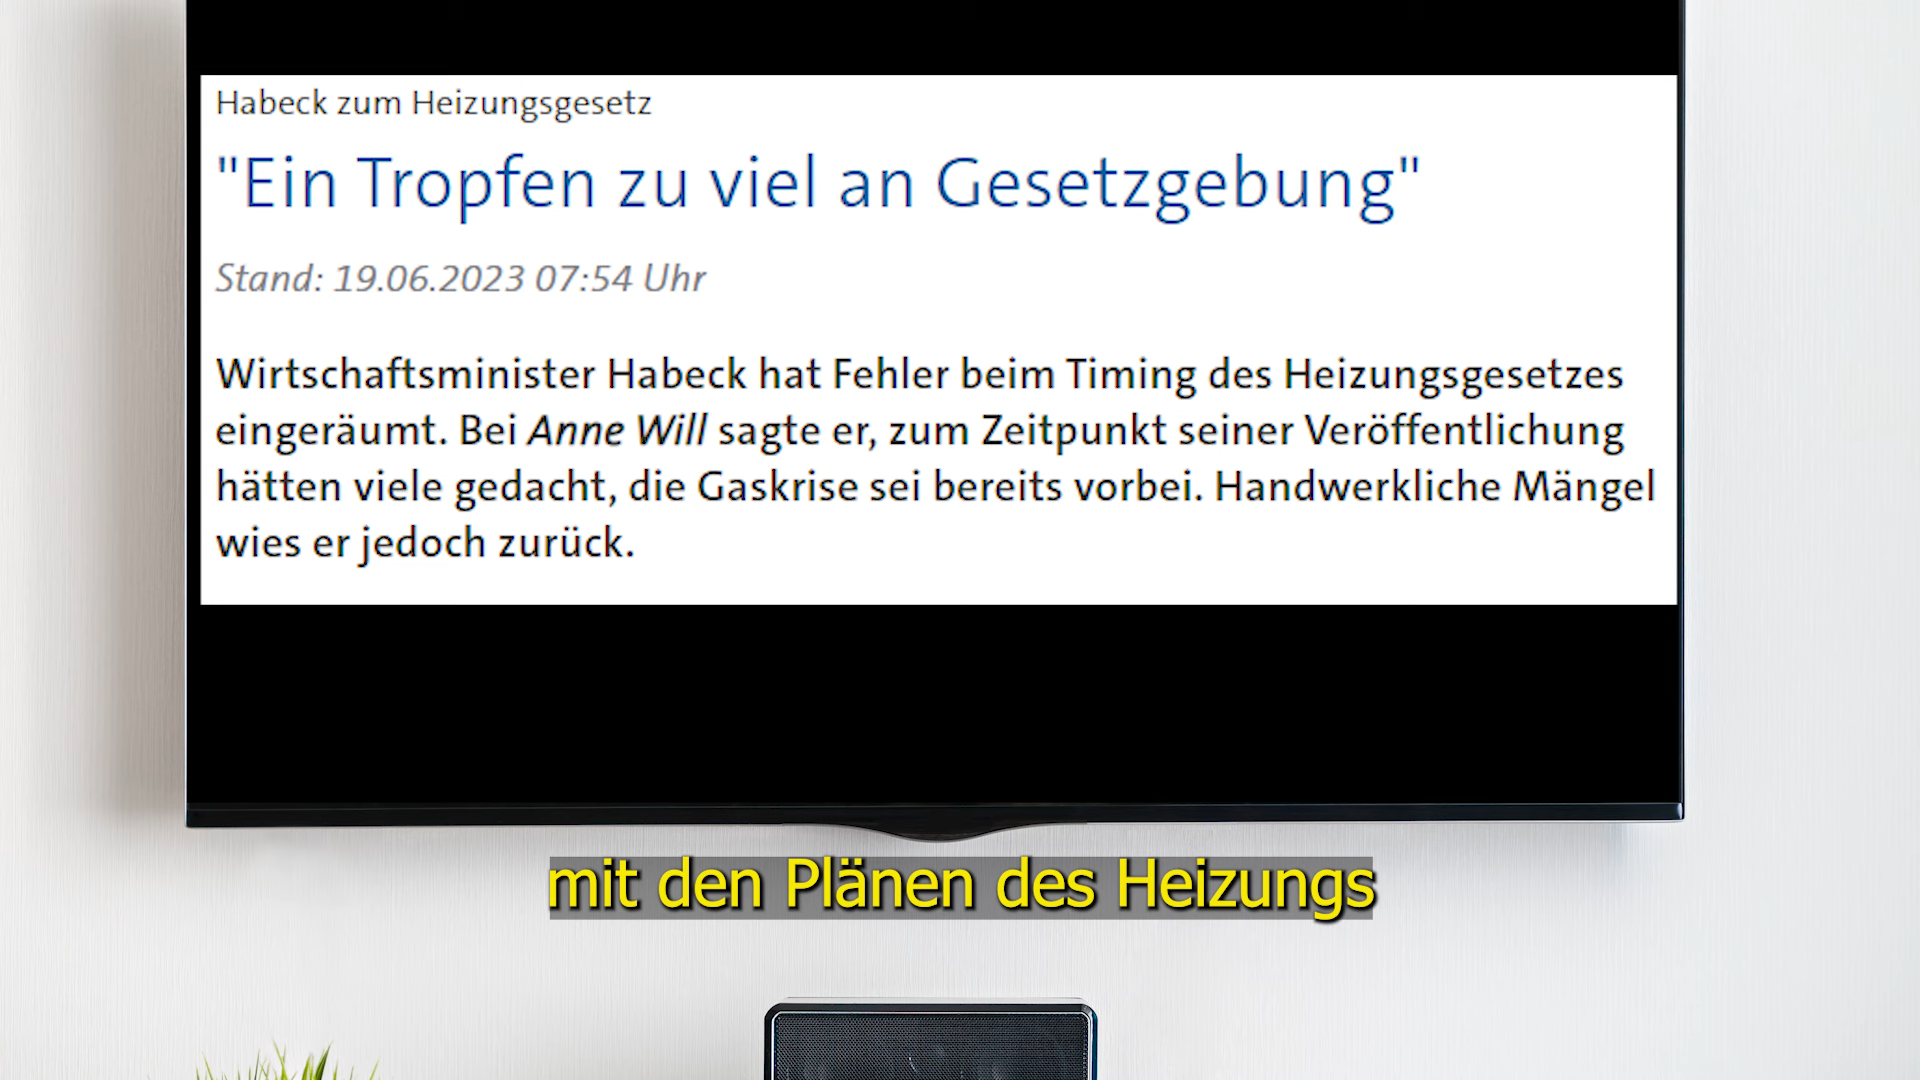 Habeck zum Heizungsgesetz
"Ein Tropfen zu viel an Gesetzgebung"
Stand: 19.06.2023 07:54 Uhr
Wirtschaftsminister Habeck hat Fehler beim Timing des Heizungsgesetzes
eingeräumt. Bei Anne Will sagte er, zum Zeitpunkt seiner Veröffentlichung
hätten viele gedacht, die Gaskrise sei bereits vorbei. Handwerkliche Mängel
wies er jedoch zurück.
mit den Plänen des Heizungs